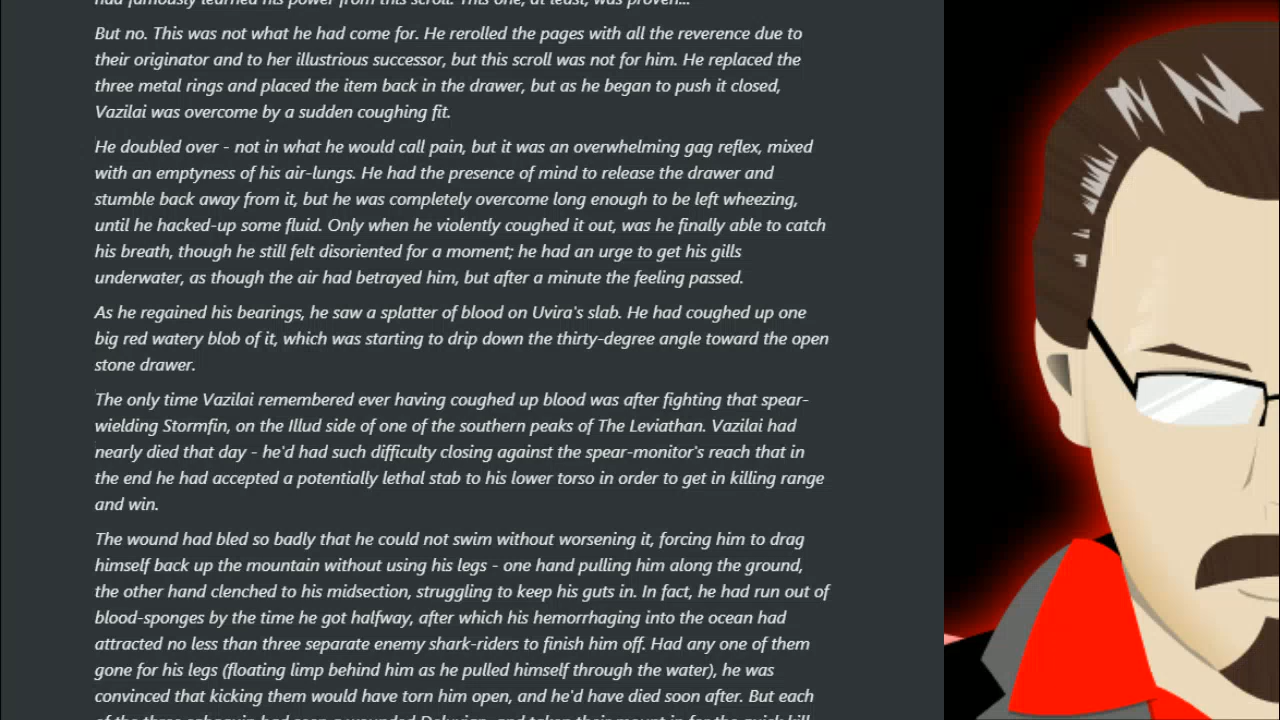 had famously learned his power from this scroll. This one, at least, was proven...
But no. This was not what he had come for. He rerolled the pages with all the reverence due to
their originator and to her illustrious successor, but this scroll was not for him. He replaced the
three metal rings and placed the item back in the drawer, but as he began to push it closed,
Vazilai was overcome by a sudden coughing fit.
He doubled over - not in what he would call pain, but it was an overwhelming gag reflex, mixed
with an emptyness of his air-lungs. He had the presence of mind to release the drawer and
stumble back away from it, but he was completely overcome long enough to be left wheezing,
until he hacked-up some fluid. Only when he violently coughed it out, was he finally able to catch
his breath, though he still felt disoriented for a moment; he had an urge to get his gills
underwater, as though the air had betrayed him, but after a minute the feeling passed.
As he regained his bearings, he saw a splatter of blood on Uvira's slab. He had coughed up one
big red watery blob of it, which was starting to drip down the thirty-degree angle toward the open
stone drawer.
The only time Vazilai remembered ever having coughed up blood was after fighting that spear-
wielding Stormfin, on the Illud side of one of the southern peaks of The Leviathan. Vazilai had
nearly died that day - he'd had such difficulty closing against the spear-monitor's reach that in
the end he had accepted a potentially lethal stab to his lower torso in order to get in killing range
and win.
The wound had bled so badly that he could not swim without worsening it, forcing him to drag
himself back up the mountain without using his legs - one hand pulling him along the ground,
the other hand clenched to his midsection, struggling to keep his guts in. In fact, he had run out of
blood-sponges by the time he got halfway, after which his hemorrhaging into the ocean had
attracted no less than three separate enemy shark-riders to finish him off. Had any one of them
gone for his legs (floating limp behind him as he pulled himself through the water), he was
convinced that kicking them would have torn him open, and he'd have died soon after. But each